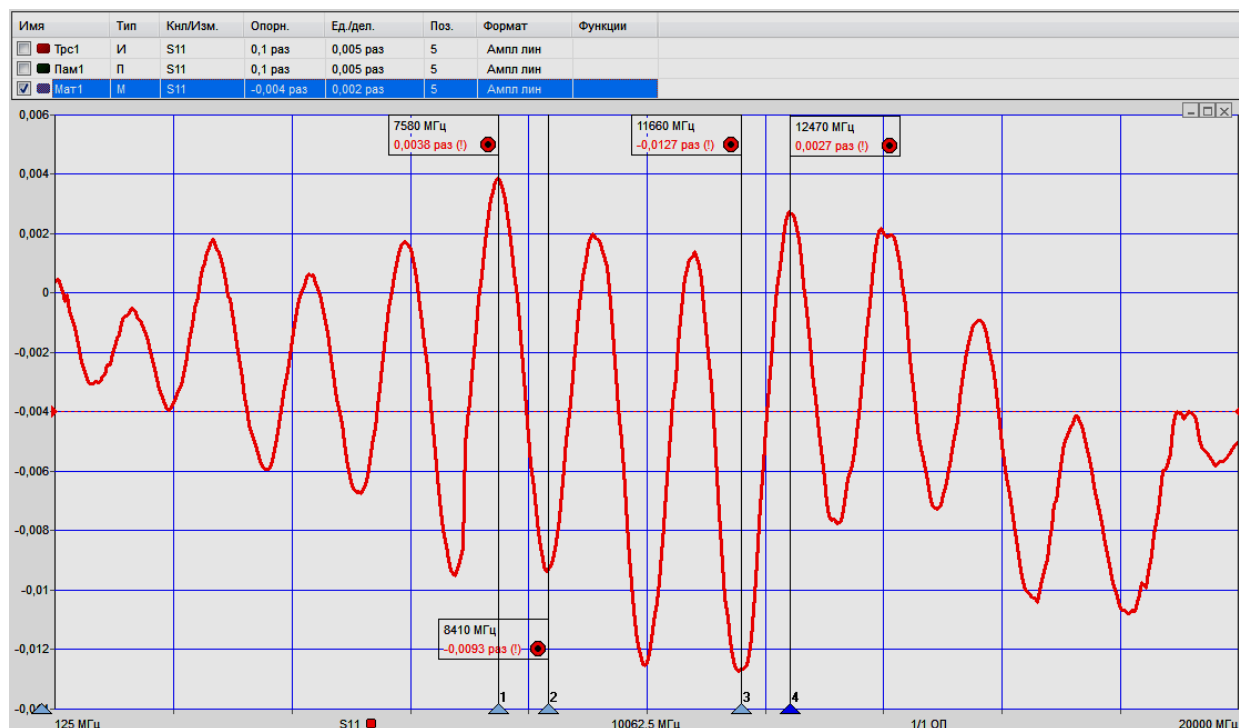 Имя Тип Кнл/Изм. Опорн. Ед./дел. Поз. Формат Функции
Трс1 И S11 0,1 раз 0,005 раз 5 Ампл лин
Пам1 П S11 0,1 раз 0,005 раз 5 Ампл лин
Мат1 М S11 -0,004 раз 0,002 раз 5 Ампл лин
0,006
7580 МГц
0,0038 раз (!)
11660 МГц
-0,0127 раз (!)
12470 МГц
0,0027 раз (!)
0,004
0,002
0
-0,002
-0,004
-0,006
-0,008
-0,01
8410 МГц
-0,0093 раз (!)
-0,012
1 2 3 4
125 МГц S11 10062.5 МГц 1/1 ОП 20000 МГц